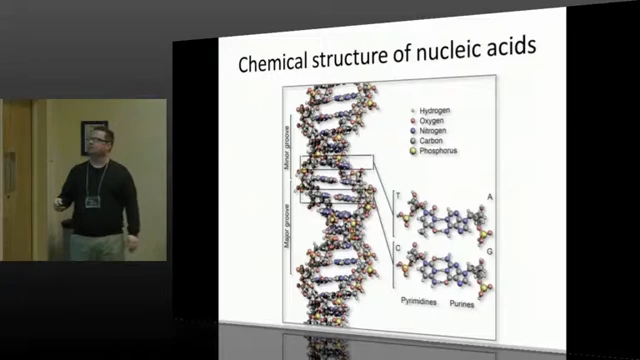 Chemical structure of nucleic acids
Hydrogen
Oxygen
Nitrogen
Carbon
Phosphorus
Minor groove
Major groove
T A
C G
Pyrimidines Purines